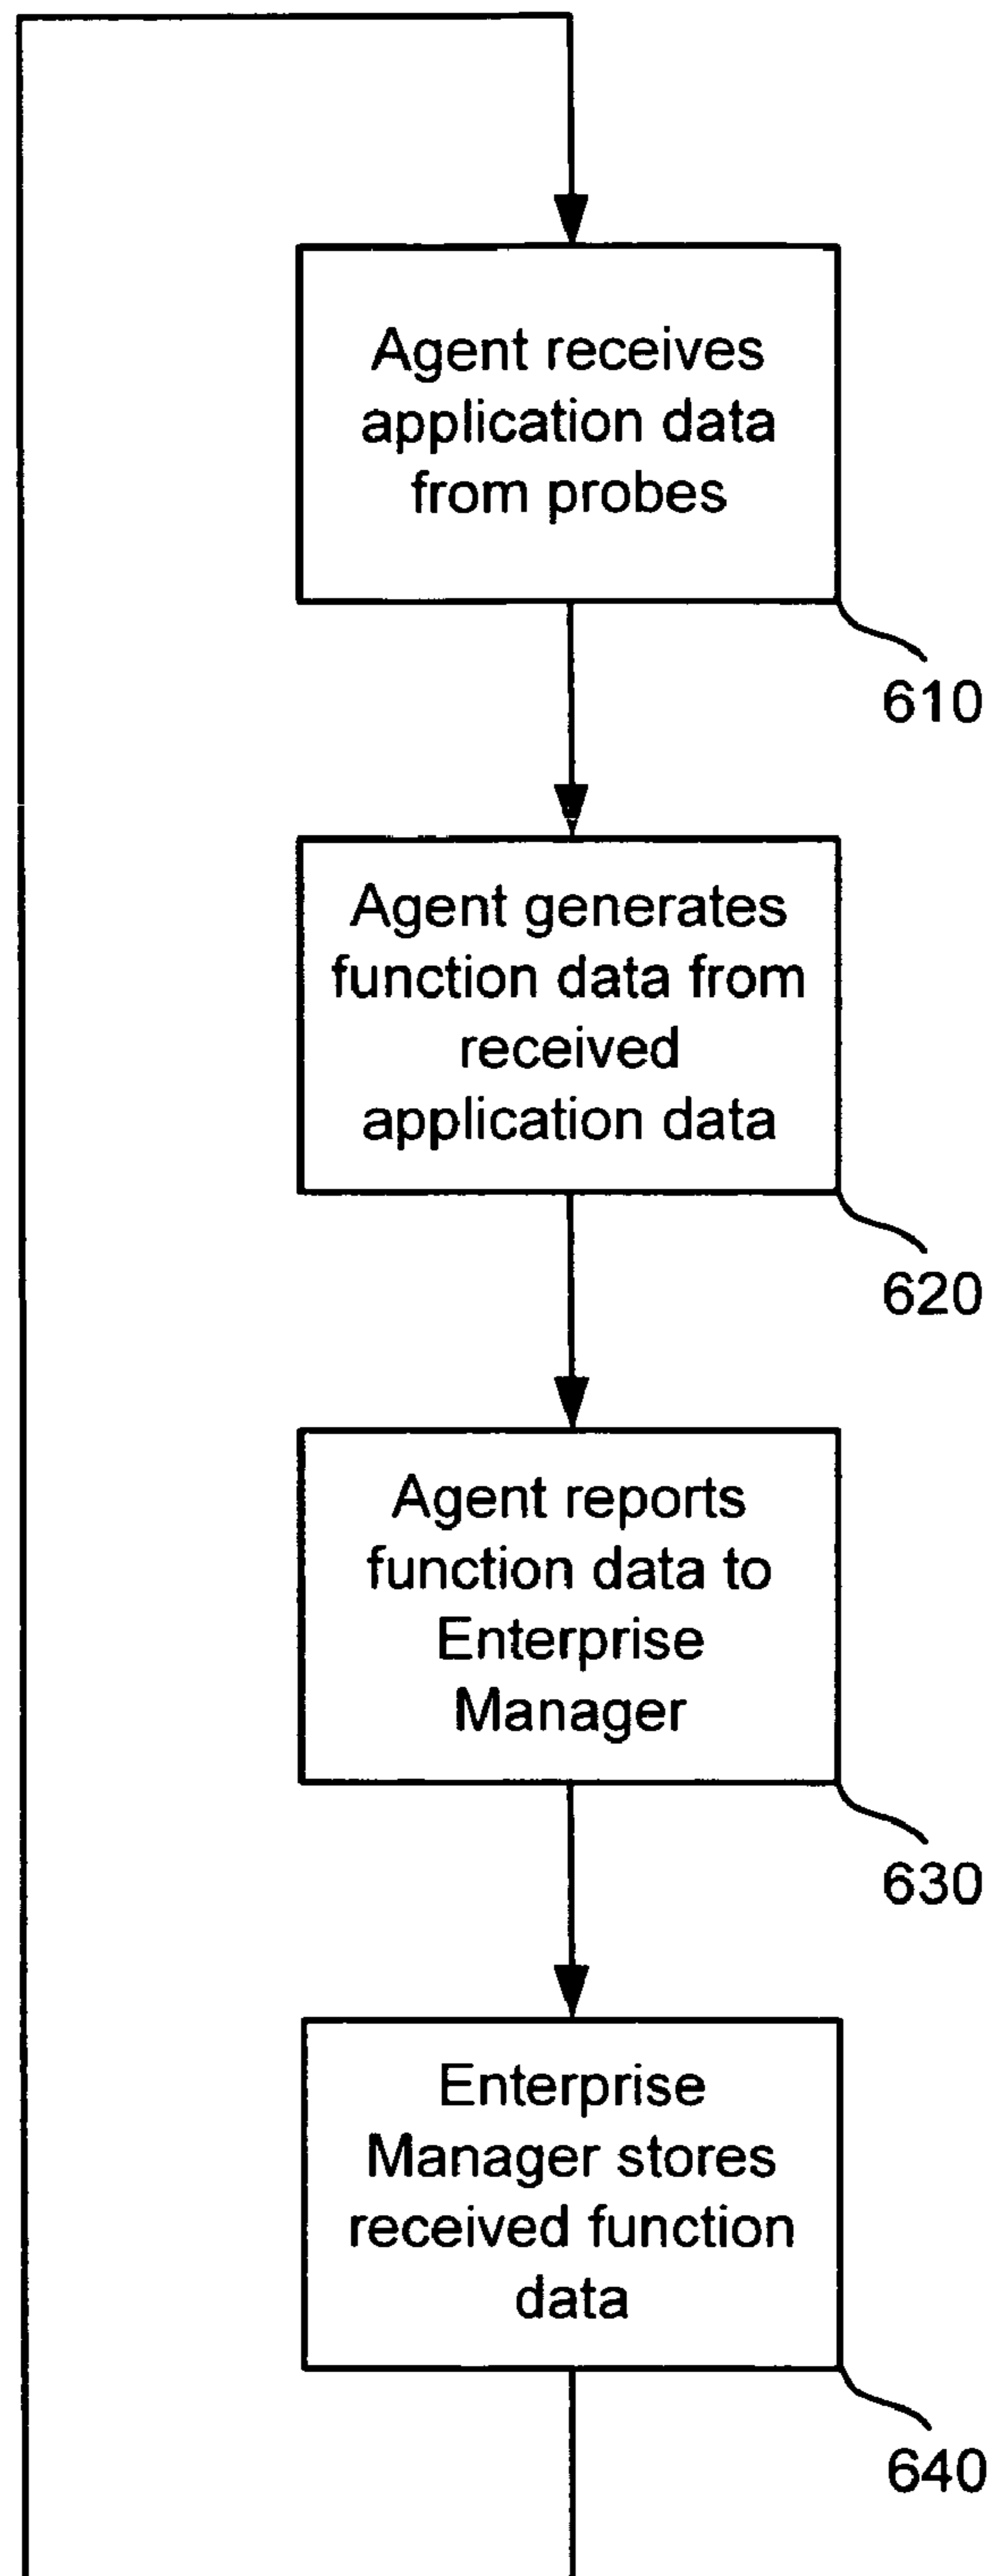 Agent receives
application data
from probes
610
Agent generates
function data from
received
application data
620
Agent reports
function data to
Enterprise
Manager
630
Enterprise
Manager stores
received function
data
640